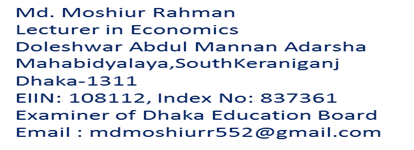 Md. Moshiur Rahman
Lecturer in Economics
Doleshwar Abdul Mannan Adarsha
Mahabidyalaya,SouthKeraniganj
Dhaka-1311
EIIN: 108112, Index No: 837361
Examiner of Dhaka Education Board
Email : mdmoshiurr552@gmail.com